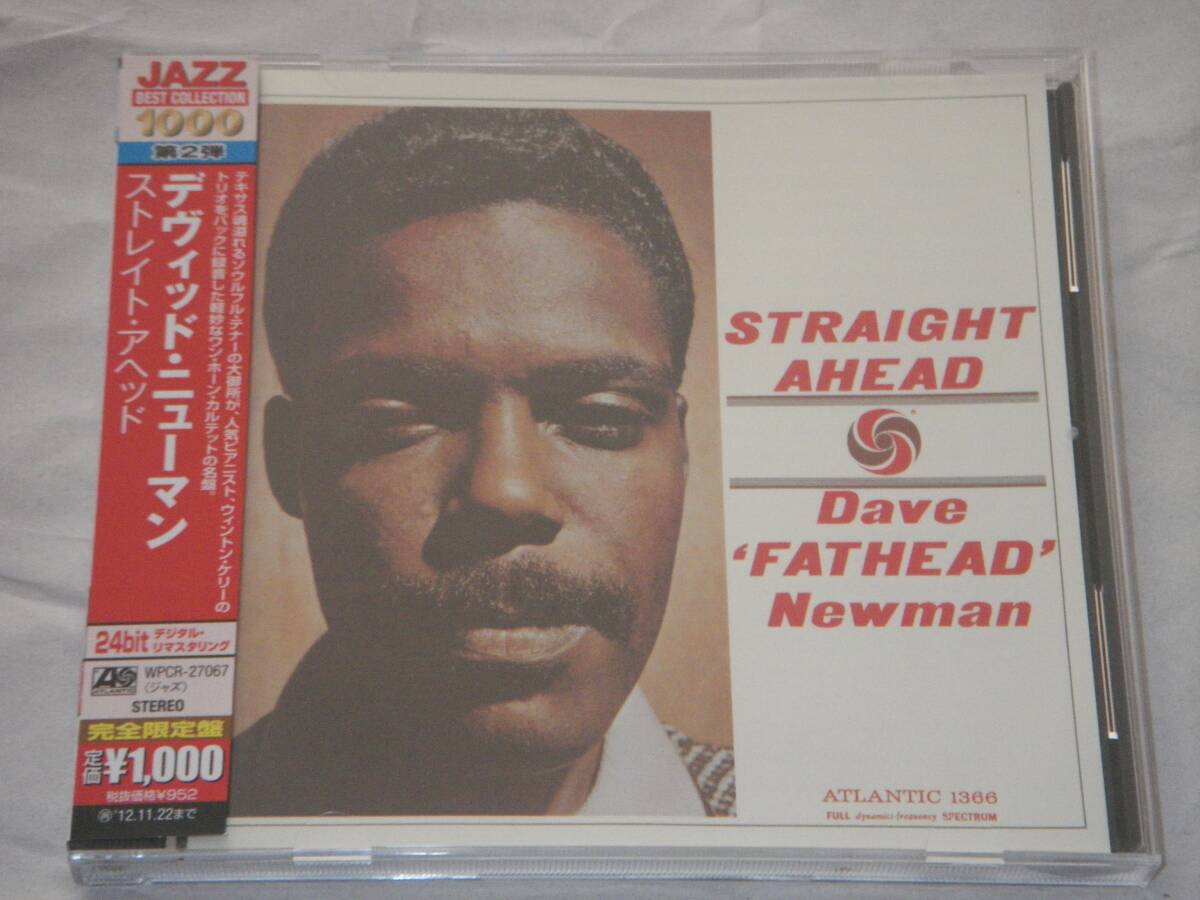 JAZZ
BEST COLLECTION
1000
第2弾
テキサス魂溢れるソウルフル・テナーの大御所が、人気ピアニスト、ウィントン・ケリーの
トリオをバックに録音した軽妙なワン・ホーン・カルテットの名盤。
デヴィッド・ニューマン
ストレイト・アヘッド
24bit デジタル・
リマスタリング
ATLANTIC
WPCR-27067
〈ジャズ〉
STEREO
完全限定盤
定価¥1,000
税抜価格¥952
'12.11.22まで
STRAIGHT
AHEAD
Dave
‘FATHEAD’
Newman
ATLANTIC 1366
FULL dynamics-frequency SPECTRUM